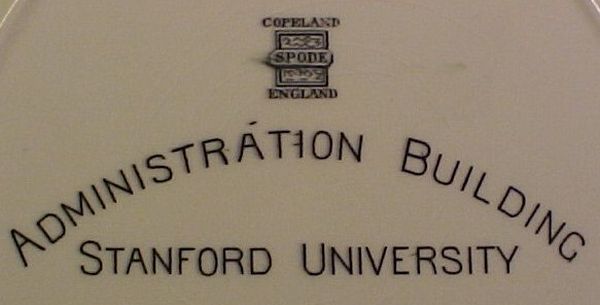 COPELAND
SPODE
ENGLAND
ADMINISTRATION BUILDING
STANFORD UNIVERSITY